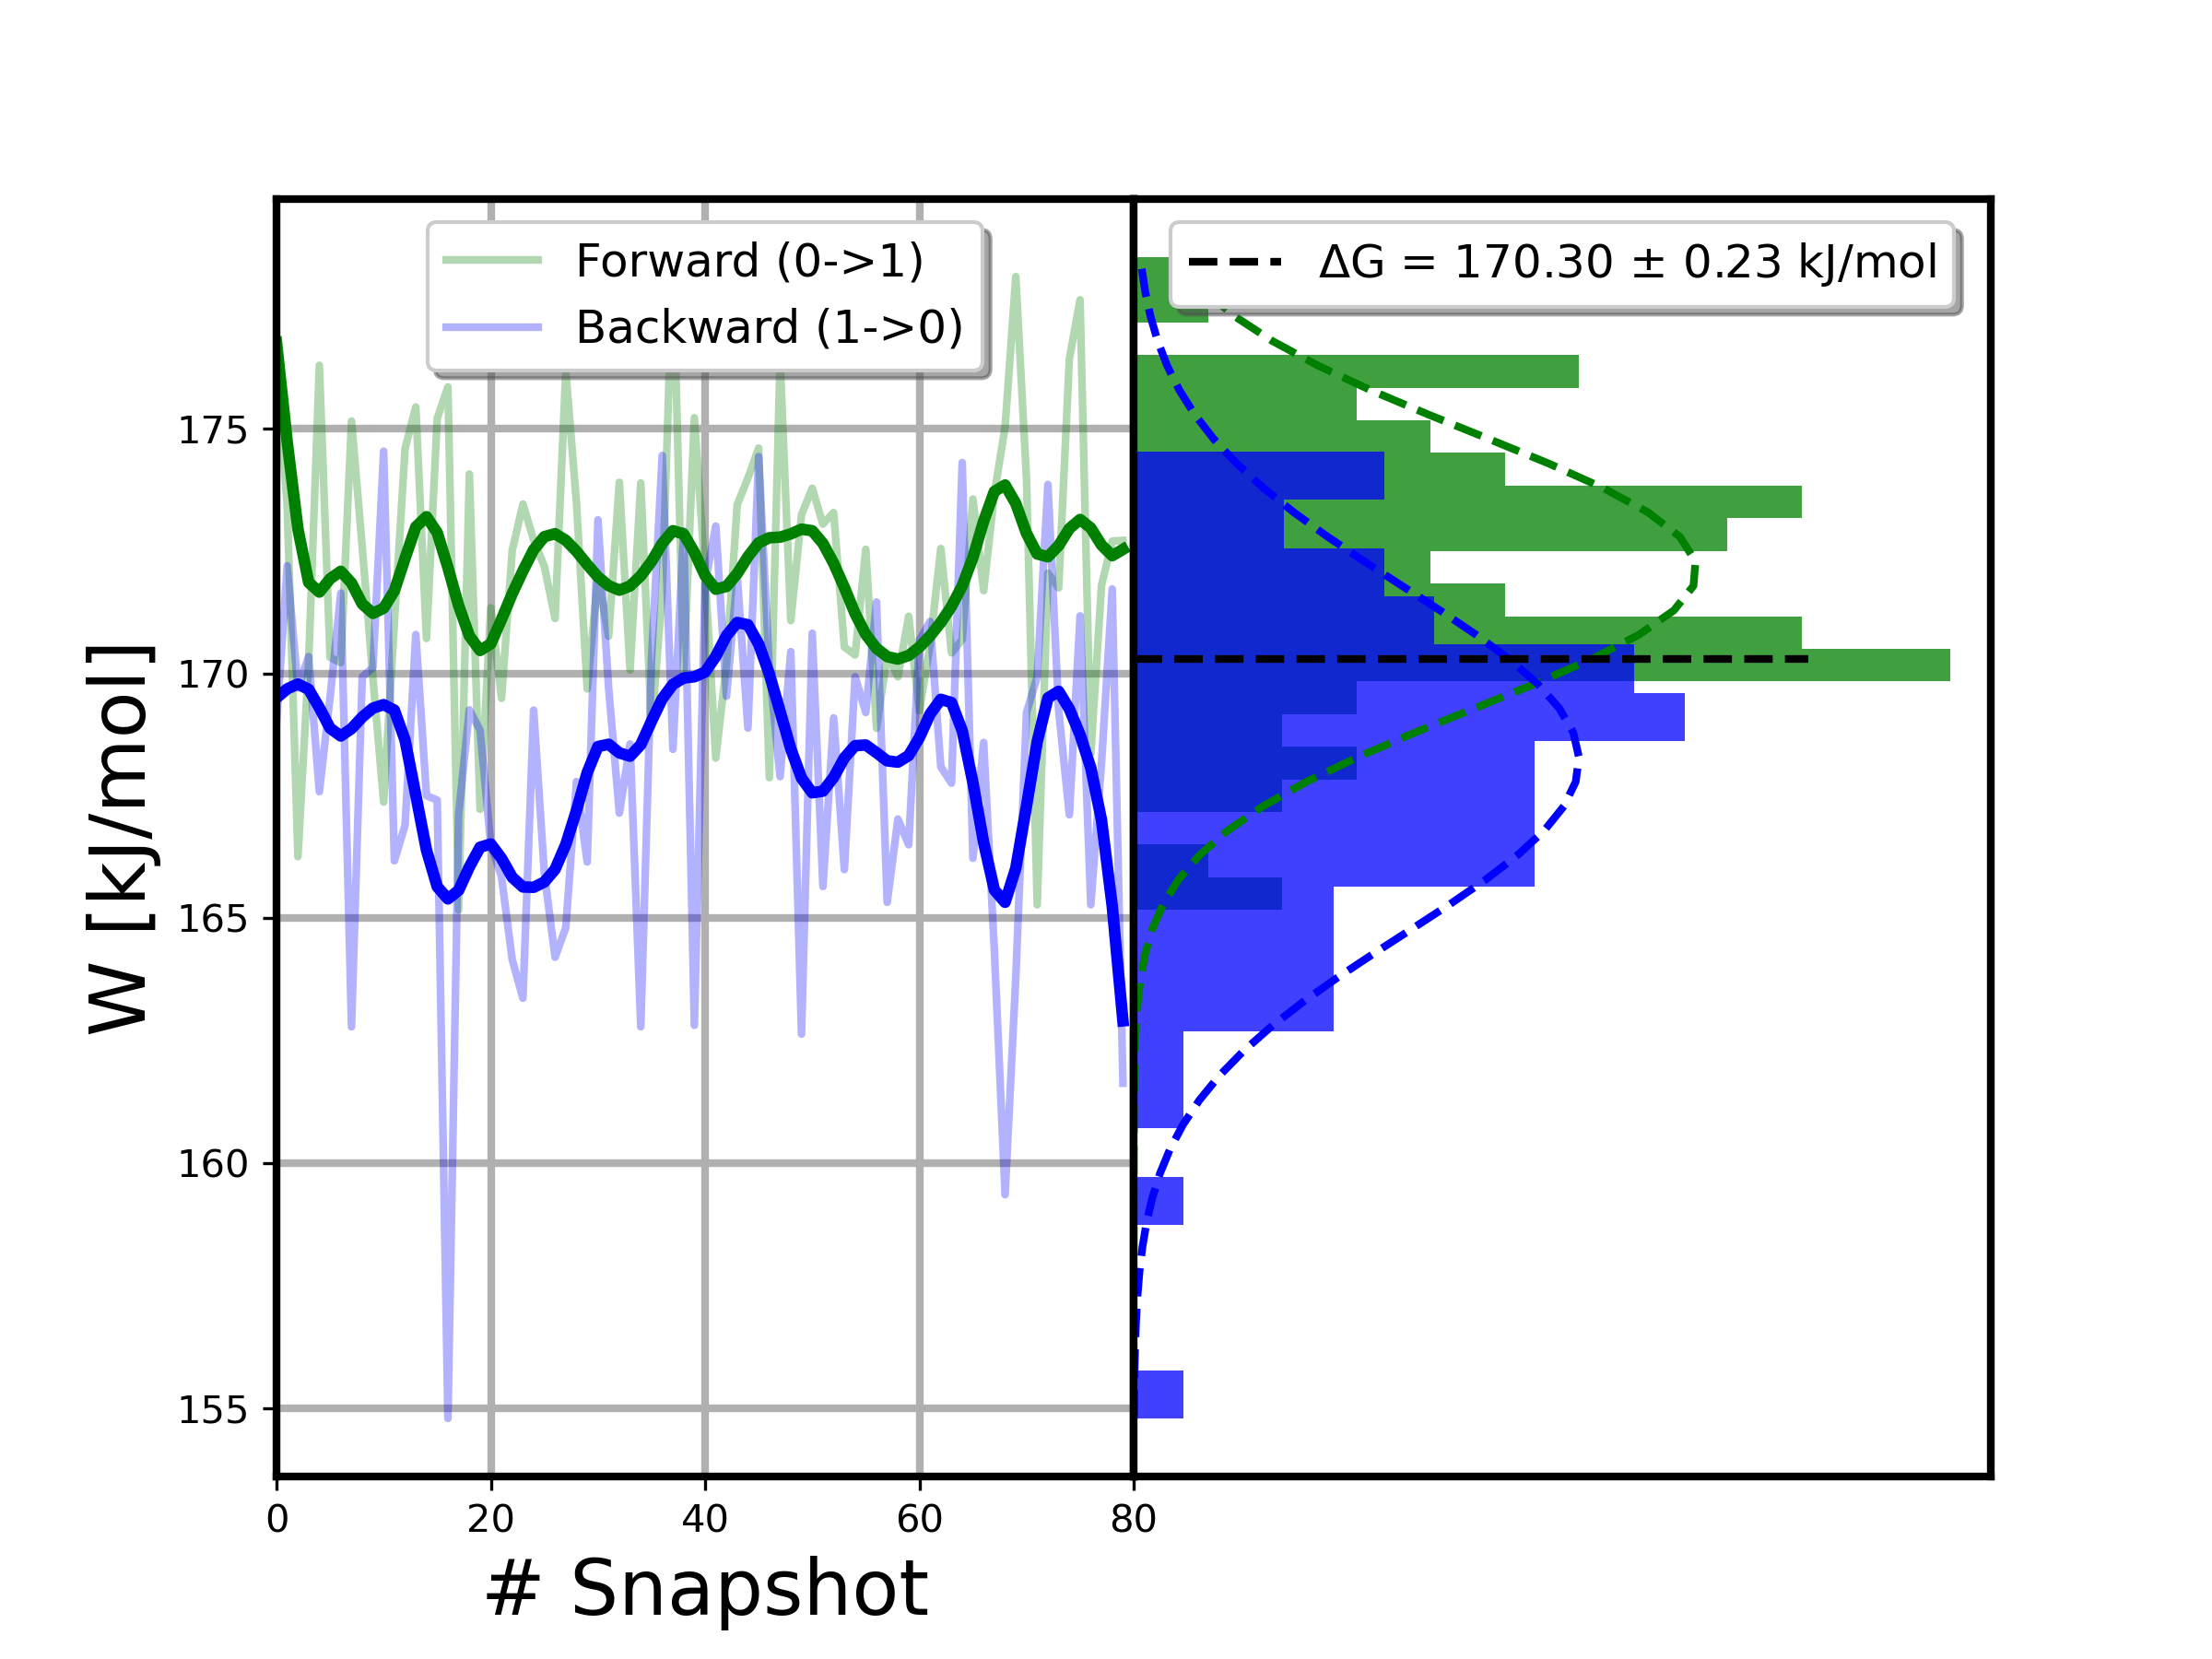 Forward (0->1)
Backward (1->0)
ΔG = 170.30 ± 0.23 kJ/mol
175
170
165
160
155
W [kJ/mol]
0 20 40 60 80
# Snapshot